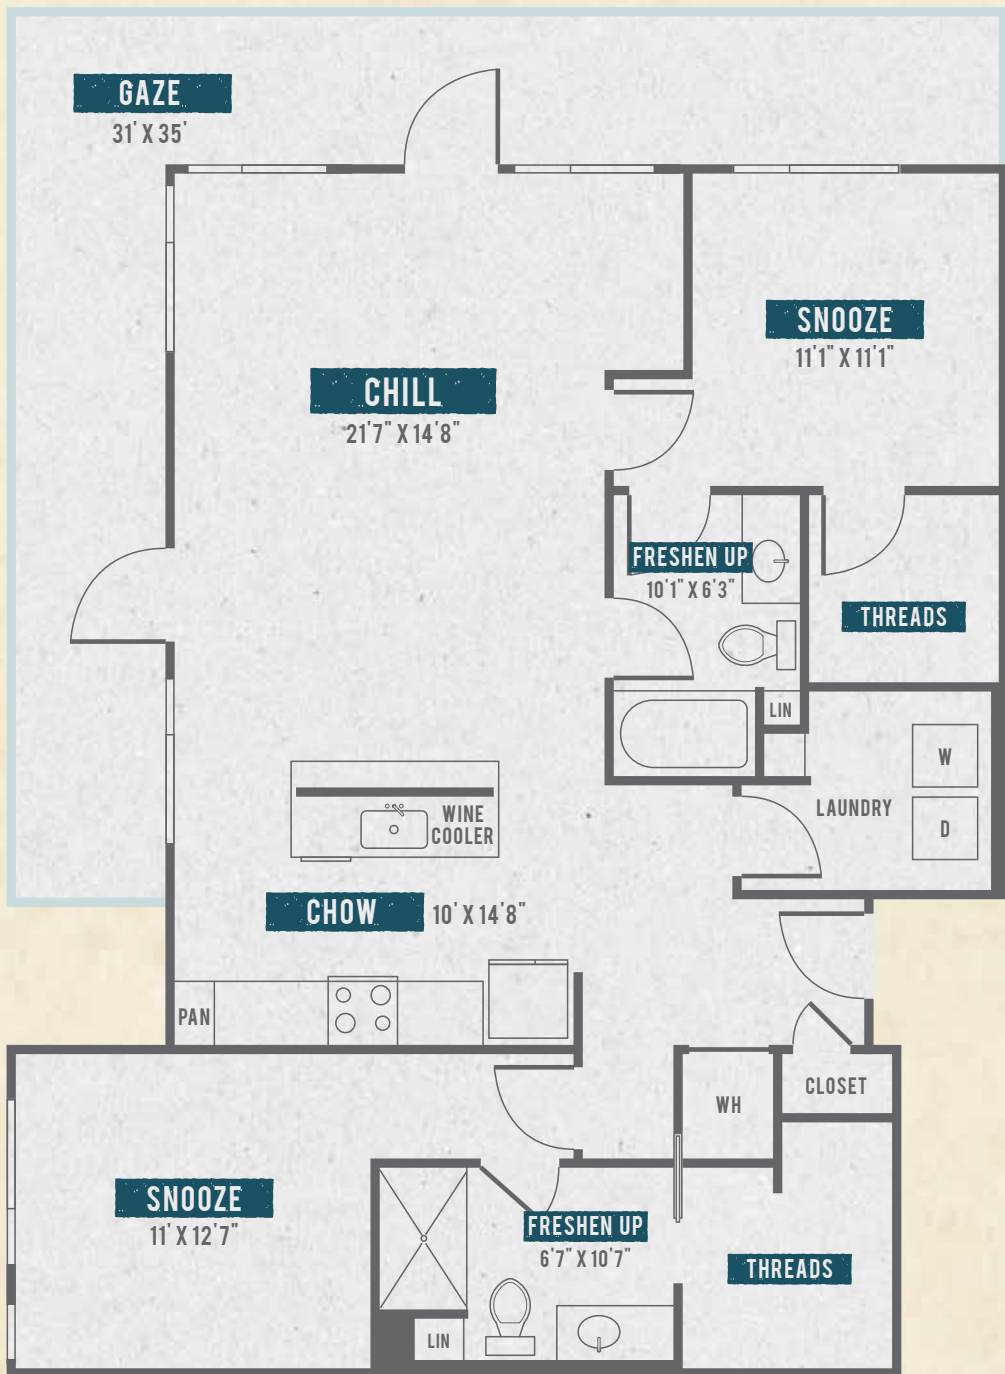 GAZE
31' X 35'
SNOOZE
11'1" X 11'1"
CHILL
21'7" X 14'8"
FRESHEN UP
10'1" X 6'3"
THREADS
LIN
W
LAUNDRY
D
WINE
COOLER
CHOW 10' X 14'8"
PAN
CLOSET
WH
SNOOZE
11' X 12'7"
FRESHEN UP
6'7" X 10'7"
THREADS
LIN